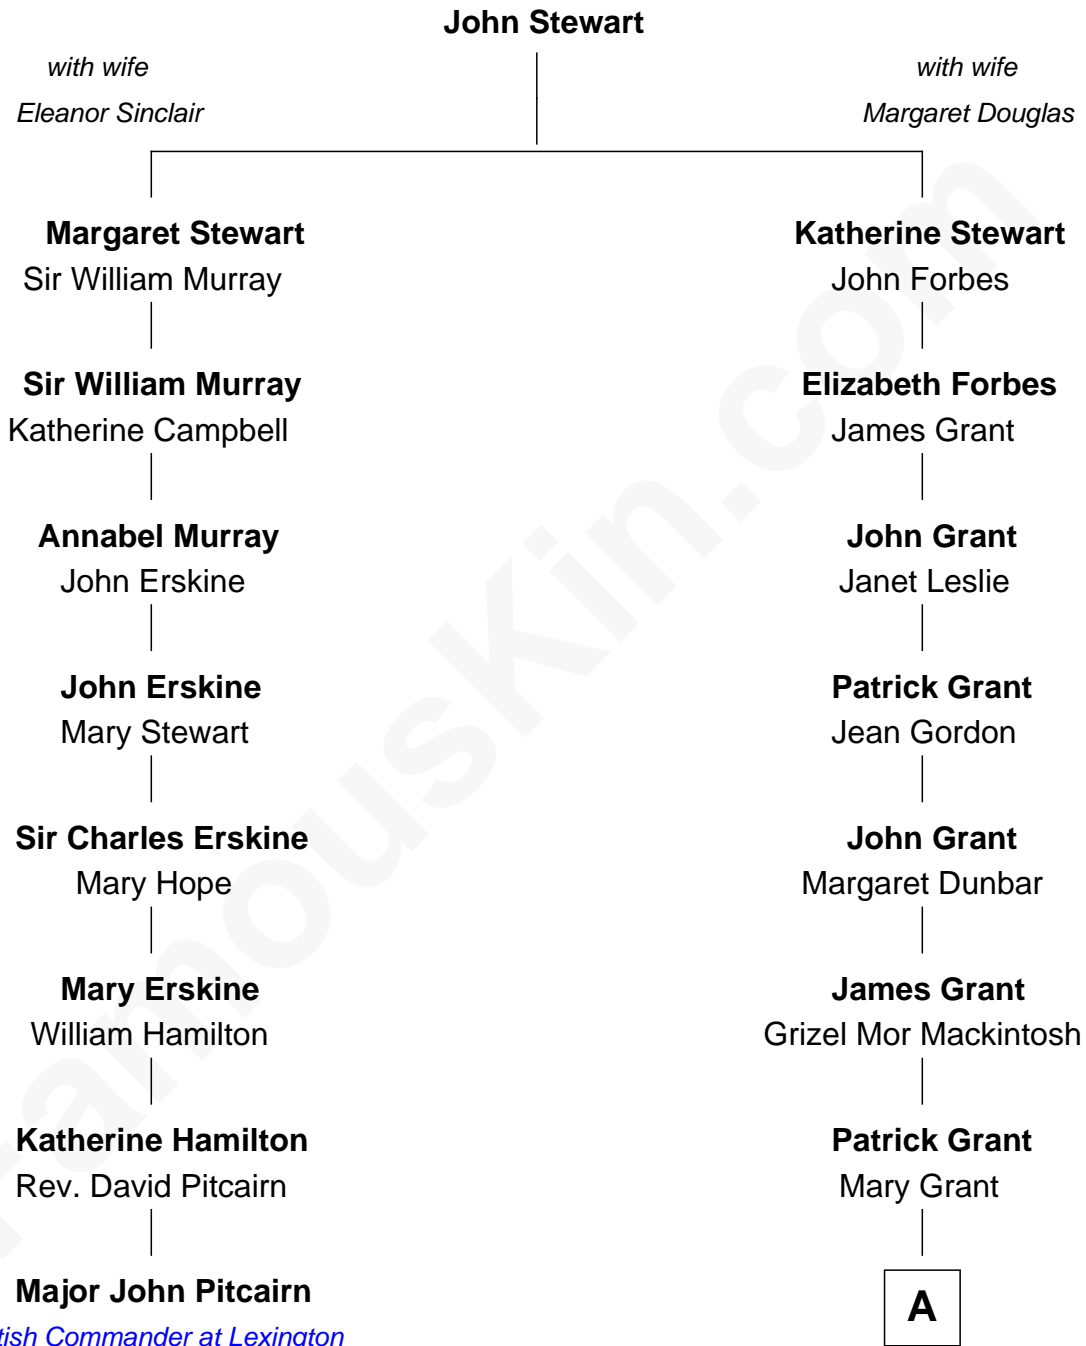 John Stewart
with wife
Eleanor Sinclair
with wife
Margaret Douglas
Margaret Stewart
Sir William Murray
Katherine Stewart
John Forbes
Sir William Murray
Katherine Campbell
Elizabeth Forbes
James Grant
Annabel Murray
John Erskine
John Grant
Janet Leslie
John Erskine
Mary Stewart
Patrick Grant
Jean Gordon
Sir Charles Erskine
Mary Hope
John Grant
Margaret Dunbar
Mary Erskine
William Hamilton
James Grant
Grizel Mor Mackintosh
Katherine Hamilton
Rev. David Pitcairn
Patrick Grant
Mary Grant
Major John Pitcairn
tish Commander at Lexington
A
FamousKin.com